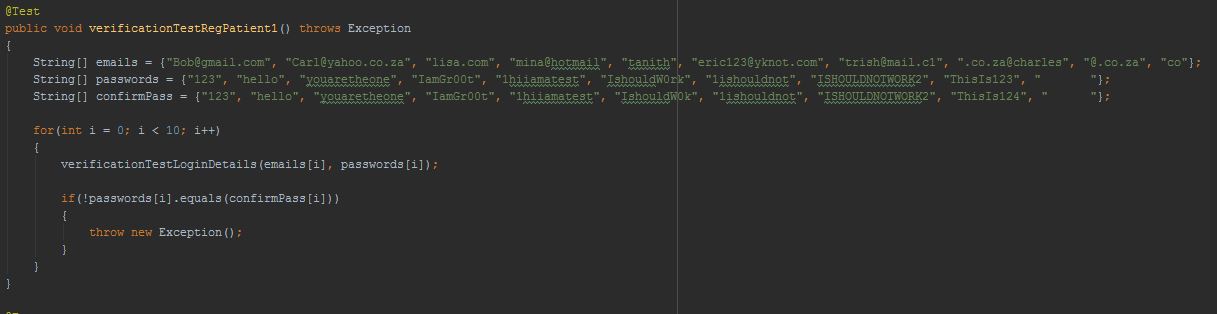 @Test
public void verificationTestRegPatient1() throws Exception
{
String[] emails = {"Bob@gmail.com", "Carl@yahoo.co.za", "lisa.com", "mina@hotmail", "tanith", "eric123@yknot.com", "trish@mail.c1", ".co.za@charles", "@.co.za", "co"};
String[] passwords = {"123", "hello", "youaretheone", "IamGr00t", "1hiiamatest", "IshouldW0rk", "1ishouldnot", "ISHOULDNOTWORK2", "ThisIs123", "       "};
String[] confirmPass = {"123", "hello", "youaretheone", "IamGr00t", "1hiiamatest", "IshouldW0k", "1ishouldnot", "ISHOULDNOTWORK2", "ThisIs124", "       "};
for(int i = 0; i < 10; i++)
{
verificationTestLoginDetails(emails[i], passwords[i]);
if(!passwords[i].equals(confirmPass[i]))
{
throw new Exception();
}
}
}